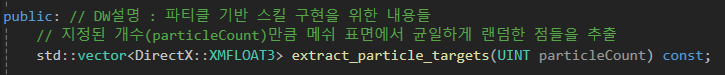 public: // DW설명 : 파티클 기반 스킬 구현을 위한 내용들
// 지정된 개수(particleCount)만큼 메쉬 표면에서 균일하게 랜덤한 점들을 추출
std::vector<DirectX::XMFLOAT3> extract_particle_targets(UINT particleCount) const;